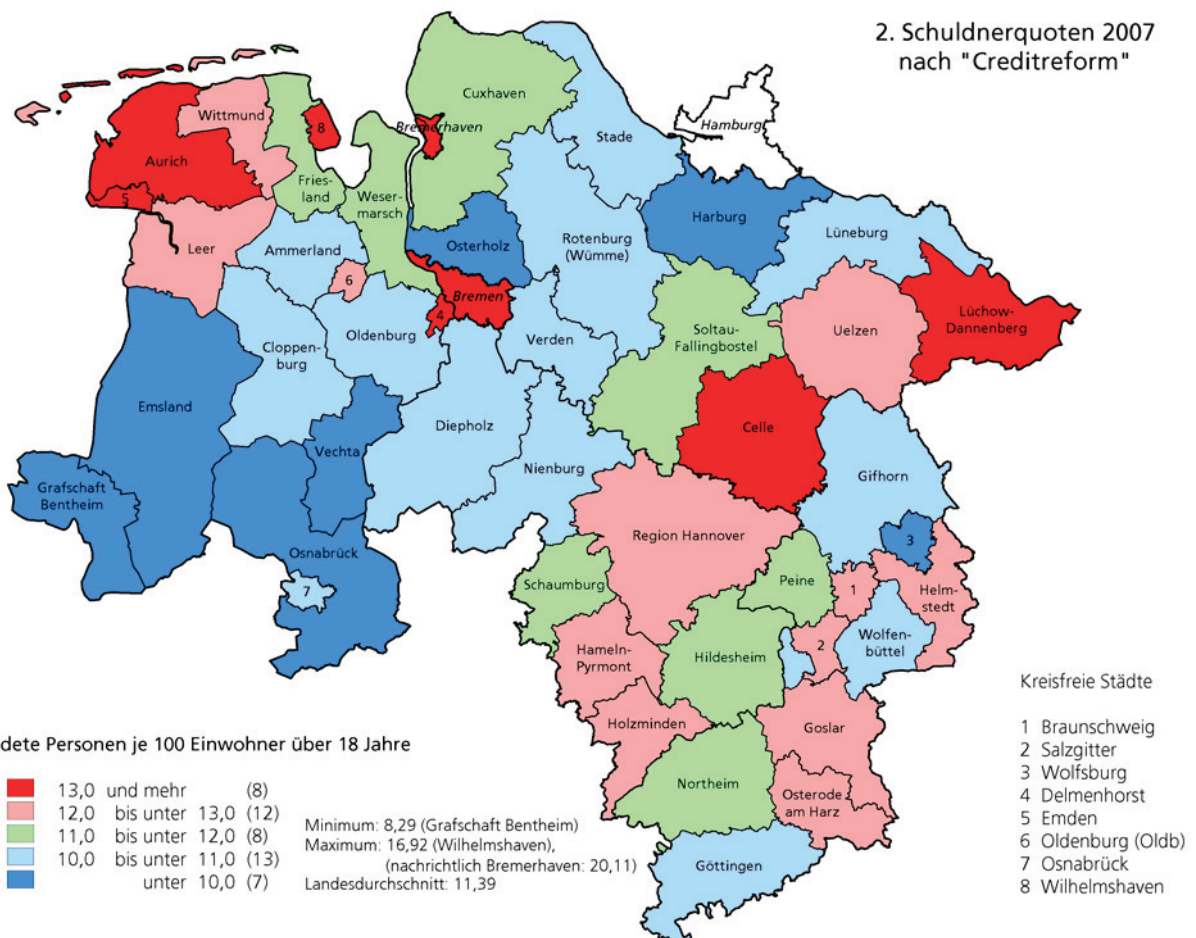 2. Schuldnerquoten 2007
nach "Creditreform"
Cuxhaven
Wittmund
8
Bremerhaven
Stade
Hamburg
Aurich
Fries-
land
Weser-
marsch
5
Harburg
Leer
Ammerland
Osterholz
Rotenburg
(Wümme)
Lüneburg
6
Bremen
4
Lüchow-
Dannenberg
Oldenburg
Verden
Soltau-
Fallingbostel
Uelzen
Cloppen-
burg
Emsland
Diepholz
Celle
Vechta
Nienburg
Gifhorn
Grafschaft
Bentheim
Region Hannover
3
Osnabrück
7
Schaumburg
Peine
1
Helm-
stedt
2
Wolfen-
büttel
Hameln-
Pyrmont
Hildesheim
Holzminden
Goslar
Northeim
Osterode
am Harz
Göttingen
dete Personen je 100 Einwohner über 18 Jahre
13,0 und mehr (8)
12,0 bis unter 13,0 (12)
11,0 bis unter 12,0 (8)
10,0 bis unter 11,0 (13)
unter 10,0 (7)
Minimum: 8,29 (Grafschaft Bentheim)
Maximum: 16,92 (Wilhelmshaven),
(nachrichtlich Bremerhaven: 20,11)
Landesdurchschnitt: 11,39
Kreisfreie Städte
1 Braunschweig
2 Salzgitter
3 Wolfsburg
4 Delmenhorst
5 Emden
6 Oldenburg (Oldb)
7 Osnabrück
8 Wilhelmshaven